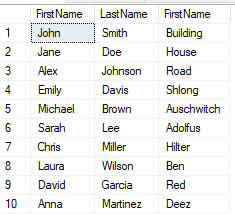 FirstName LastName FirstName
1 John Smith Building
2 Jane Doe House
3 Alex Johnson Road
4 Emily Davis Shlong
5 Michael Brown Auschwitch
6 Sarah Lee Adolfus
7 Chris Miller Hilter
8 Laura Wilson Ben
9 David Garcia Red
10 Anna Martinez Deez